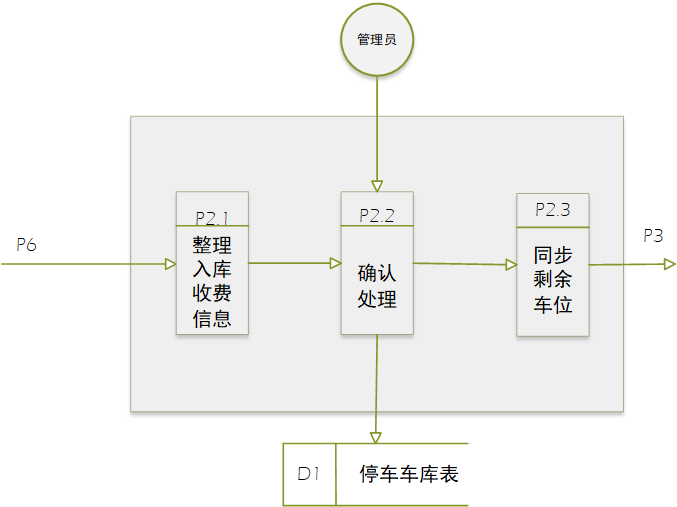 管理员
P6
P2.1
整理
入库
收费
信息
P2.2
确认
处理
P2.3
同步
剩余
车位
P3
D1
停车车库表